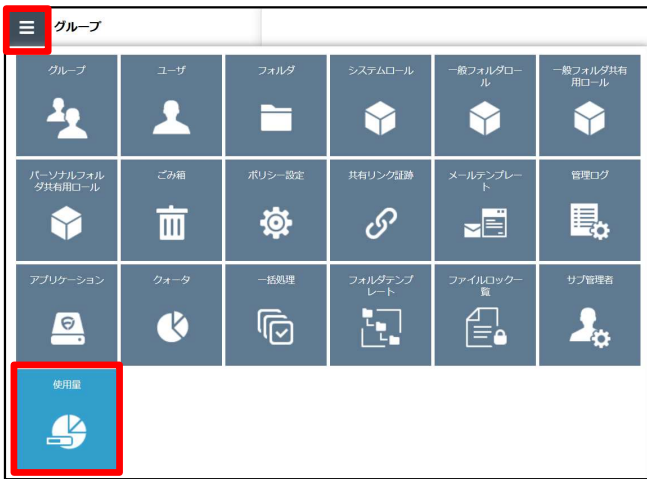 グループ
グループ
ユーザ
フォルダ
システムロール
一般フォルダロー
ル
一般フォルダ共有
用ロール
パーソナルフォル
ダ共有用ロール
ごみ箱
ポリシー設定
共有リンク証跡
メールテンプレー
ト
管理ログ
アプリケーション
クォータ
一括処理
フォルダテンプ
レート
ファイルロック一
覧
サブ管理者
使用量